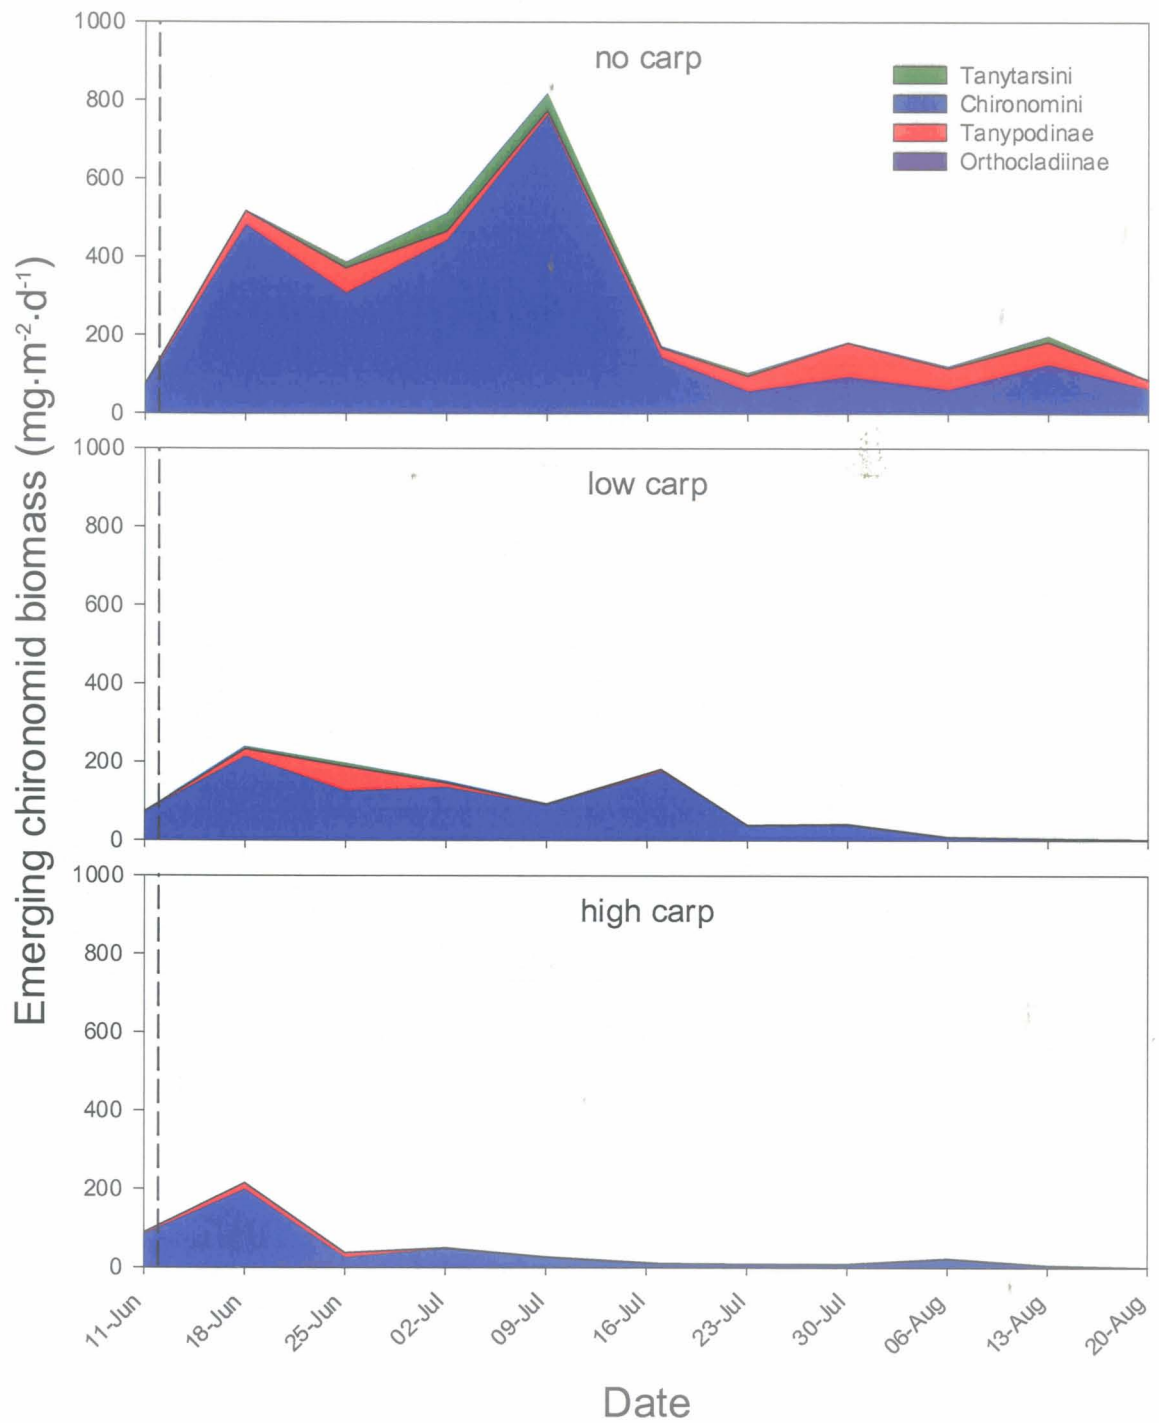 Emerging chironomid biomass (mg·m-2·d-1)
1000
800
600
400
200
0
no carp
Tanytarsini
Chironomini
Tanypodinae
Orthocladiinae
1000
800
600
400
200
0
low carp
1000
800
600
400
200
0
high carp
11-Jun
18-Jun
25-Jun
02-Jul
09-Jul
16-Jul
23-Jul
30-Jul
06-Aug
13-Aug
20-Aug
Date